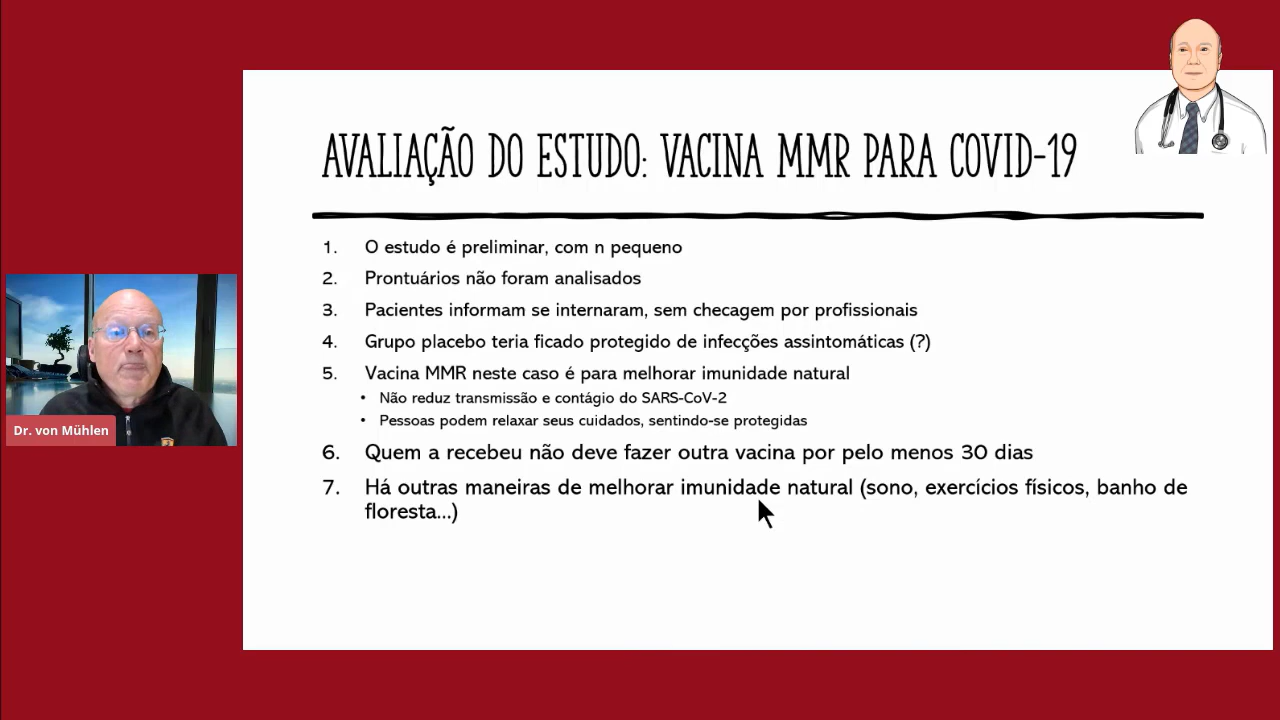 AVALIAÇÃO DO ESTUDO: VACINA MMR PARA COVID-19
1. O estudo é preliminar, com n pequeno
2. Prontuários não foram analisados
3. Pacientes informam se internaram, sem checagem por profissionais
4. Grupo placebo teria ficado protegido de infecções assintomáticas (?)
5. Vacina MMR neste caso é para melhorar imunidade natural
• Não reduz transmissão e contágio do SARS-CoV-2
• Pessoas podem relaxar seus cuidados, sentindo-se protegidas
6. Quem a recebeu não deve fazer outra vacina por pelo menos 30 dias
7. Há outras maneiras de melhorar imunidade natural (sono, exercícios físicos, banho de
floresta...)
Dr. von Mühlen